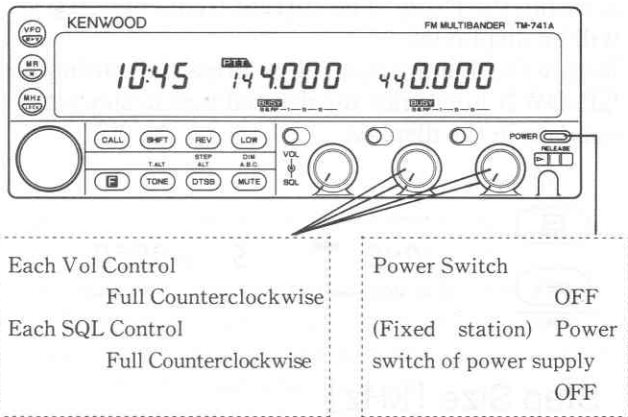 KENWOOD
FM MULTIBANDER TM-741A
VFO
MR
M
MHz
PTT
10:45 144.000 440.000
BUSY BUSY
CALL SHIFT REV LOW
T.ALT STEP ALT DIM A.B.C.
F TONE DTSS MUTE
VOL
SQL
POWER
RELEASE
Each Vol Control
Full Counterclockwise
Each SQL Control
Full Counterclockwise
Power Switch
OFF
(Fixed station) Power
switch of power supply
OFF